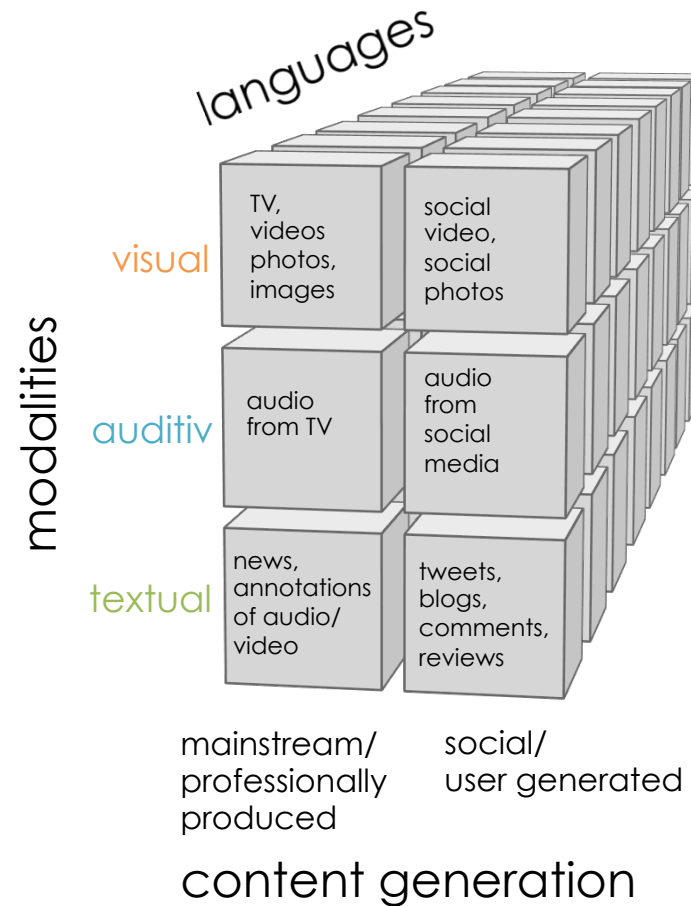 languages
TV,
videos
photos,
images
social
video,
social
photos
visual
audio
from TV
audio
from
social
media
auditiv
modalities
news,
annotations
of audio/
video
tweets,
blogs,
comments,
reviews
textual
mainstream/
professionally
produced
social/
user generated
content generation